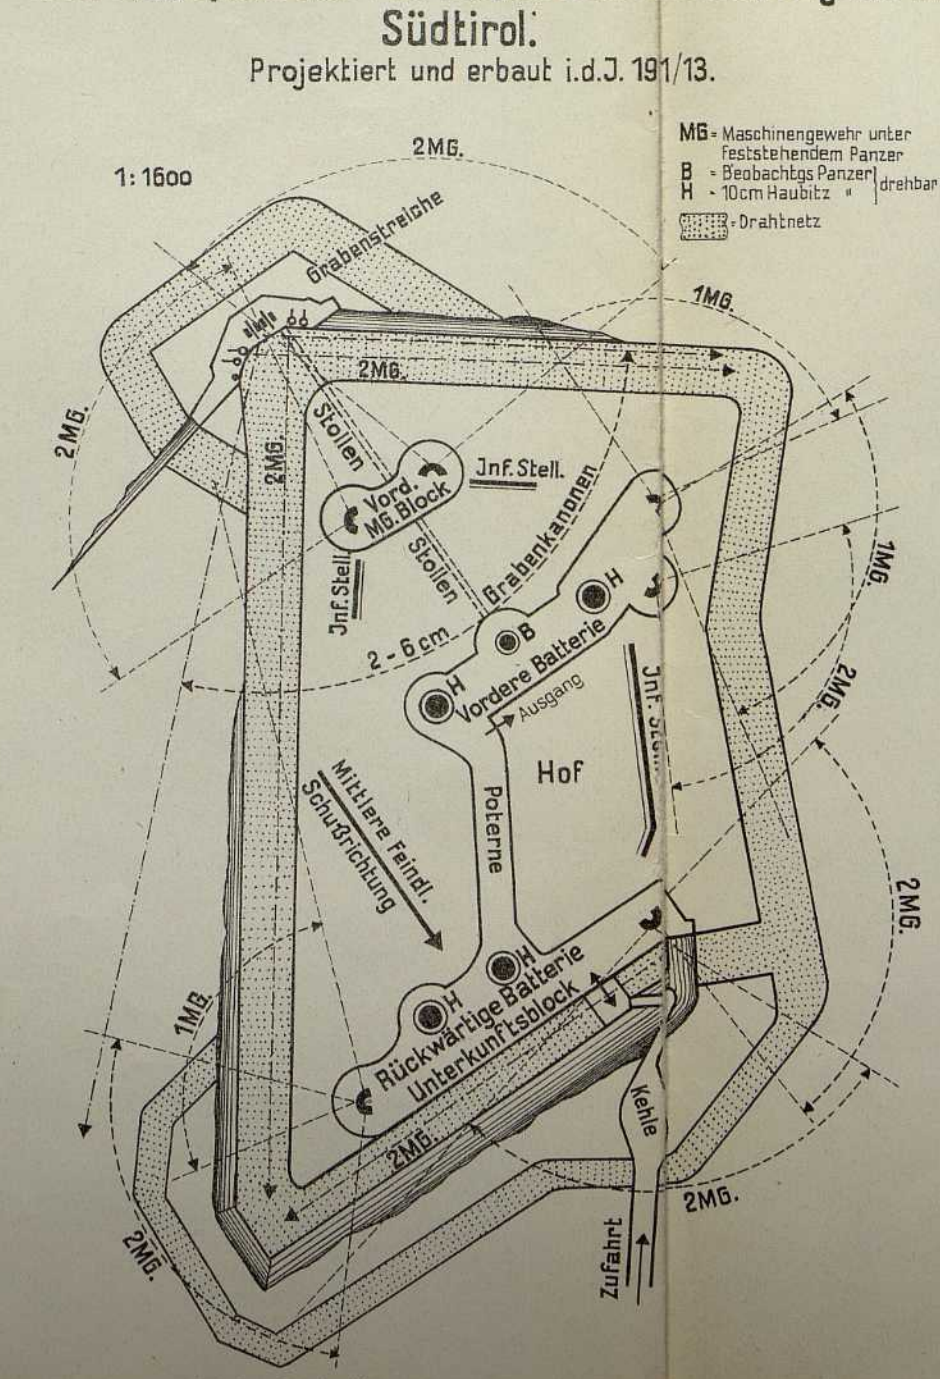 Südtirol.
Projektiert und erbaut i.d.J. 191/13.
1:1600
MG = Maschinengewehr unter
feststehendem Panzer
B = Beobachtgs Panzer
H - 10cm Haubitz "
drehbar
= Drahtnetz
2MG.
Grabenstreiche
1MG.
2MG.
2MG.
2MG.
Stollen
Jnf. Stell.
Vord.
MG. Block
Stollen
Jnf. Stell
Grabenkanonen
2-6cm
1MG.
H
B
H
Vordere Batterie
Ausgang
Jnf.
2MG.
Hof
Mittlere Feindl.
Schußrichtung
Poterne
2MG.
H
H
Rückwärtige Batterie
Unterkunftsblock
1MG.
Kehle
2MG.
2MG.
2MG.
Zufahrt